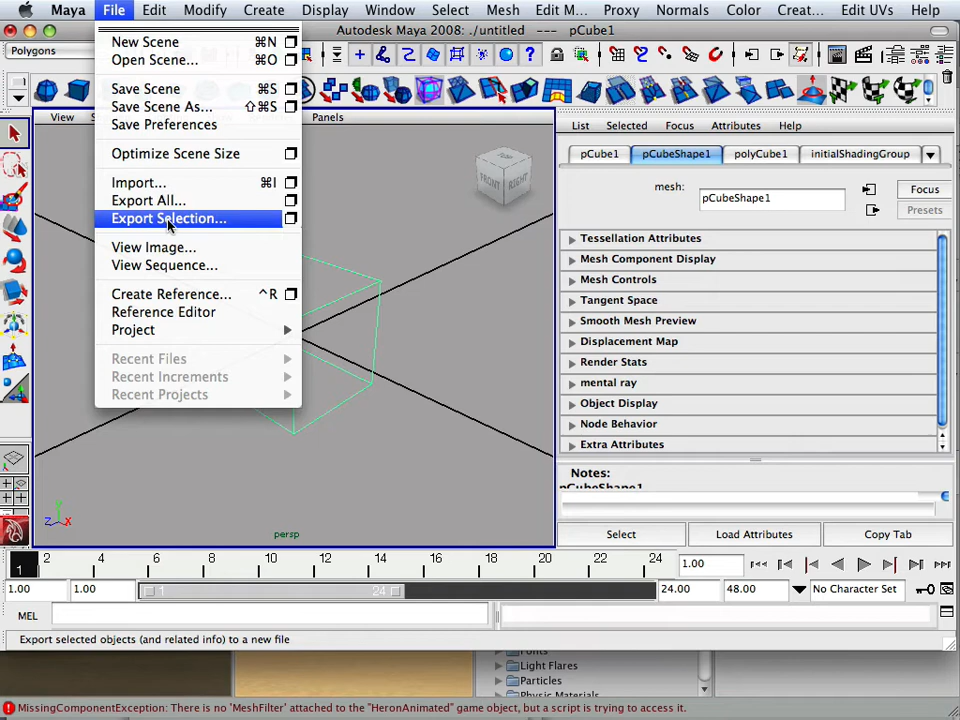 Maya File Edit Modify Create Display Window Select Mesh Edit M... Proxy Normals Color Creat... Edit UVs Help
Autodesk Maya 2008: ./untitled --- pCube1
Polygons
New Scene ⌘N
Open Scene... ⌘O
Save Scene ⌘S
Save Scene As... ⇧⌘S
Save Preferences
Optimize Scene Size
Import... ⌘I
Export All...
Export Selection...
View Image...
View Sequence...
Create Reference... ^R
Reference Editor
Project
Recent Files
Recent Increments
Recent Projects
View Panels
FRONT RIGHT
Y
Z X
persp
List Selected Focus Attributes Help
pCube1 pCubeShape1 polyCube1 initialShadingGroup
mesh: pCubeShape1 Focus
Presets
Tessellation Attributes
Mesh Component Display
Mesh Controls
Tangent Space
Smooth Mesh Preview
Displacement Map
Render Stats
mental ray
Object Display
Node Behavior
Extra Attributes
Notes: pCubeShape1
Select Load Attributes Copy Tab
1 2 4 6 8 10 12 14 16 18 20 22 24 1.00
1.00 1.00 24 24.00 48.00 No Character Set
MEL
Export selected objects (and related info) to a new file
Fonts
Light Flares
Particles
Physic Materials
MissingComponentException: There is no 'MeshFilter' attached to the "HeronAnimated" game object, but a script is trying to access it.